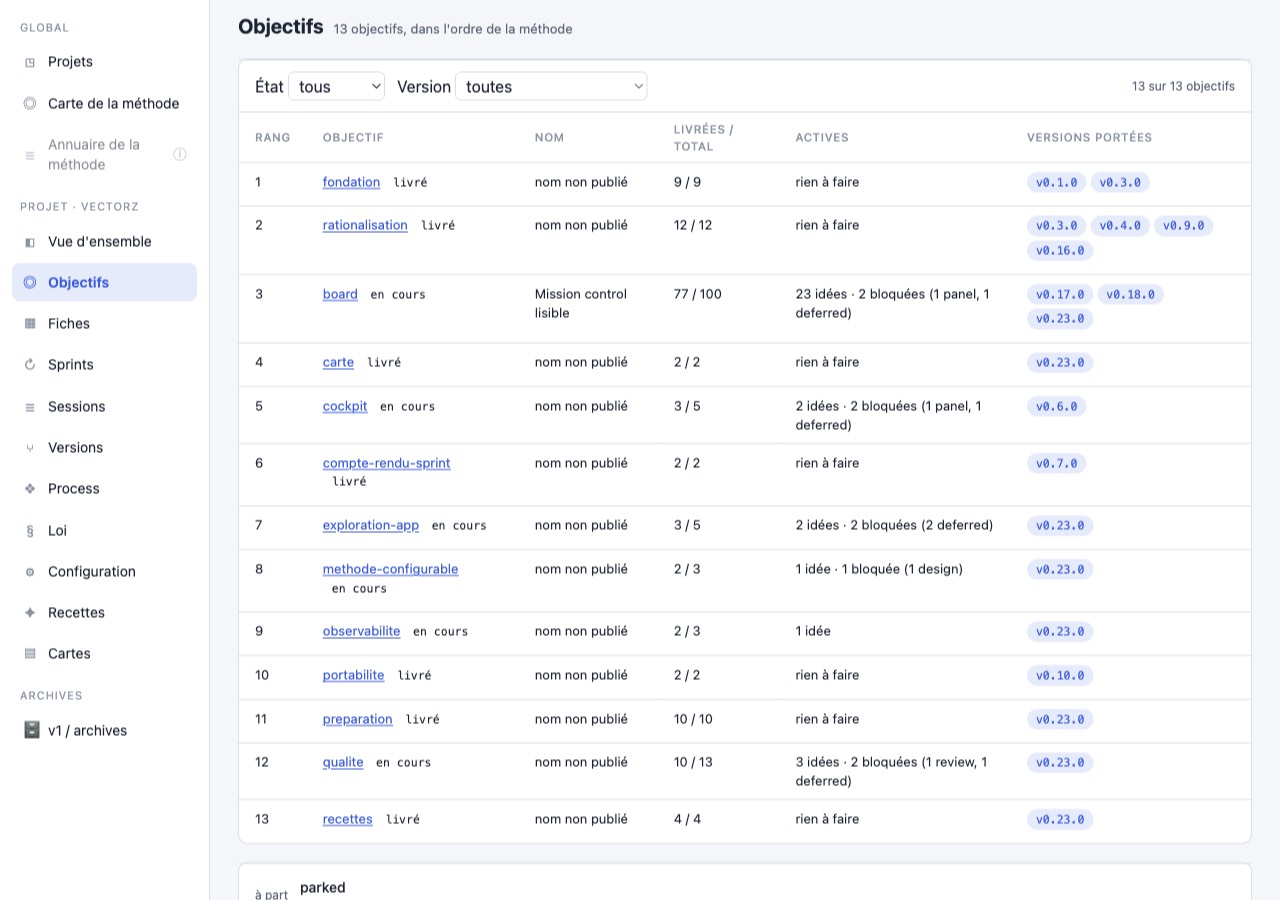 GLOBAL
Projets
Carte de la méthode
Annuaire de la
méthode
PROJET · VECTORZ
Vue d'ensemble
Objectifs
Fiches
Sprints
Sessions
Versions
Process
§ Loi
Configuration
Recettes
Cartes
ARCHIVES
v1 / archives
Objectifs 13 objectifs, dans l'ordre de la méthode
État tous Version toutes 13 sur 13 objectifs
RANG OBJECTIF NOM LIVRÉES / TOTAL ACTIVES VERSIONS PORTÉES
1 fondation livré nom non publié 9 / 9 rien à faire v0.1.0 v0.3.0
2 rationalisation livré nom non publié 12 / 12 rien à faire v0.3.0 v0.4.0 v0.9.0
v0.16.0
3 board en cours Mission control 77 / 100 23 idées · 2 bloquées (1 panel, 1 v0.17.0 v0.18.0
lisible deferred) v0.23.0
4 carte livré nom non publié 2 / 2 rien à faire v0.23.0
5 cockpit en cours nom non publié 3 / 5 2 idées · 2 bloquées (1 panel, 1 v0.6.0
deferred)
6 compte-rendu-sprint nom non publié 2 / 2 rien à faire v0.7.0
livré
7 exploration-app en cours nom non publié 3 / 5 2 idées · 2 bloquées (2 deferred) v0.23.0
8 methode-configurable nom non publié 2 / 3 1 idée · 1 bloquée (1 design) v0.23.0
en cours
9 observabilite en cours nom non publié 2 / 3 1 idée v0.23.0
10 portabilite livré nom non publié 2 / 2 rien à faire v0.10.0
11 preparation livré nom non publié 10 / 10 rien à faire v0.23.0
12 qualite en cours nom non publié 10 / 13 3 idées · 2 bloquées (1 review, 1 v0.23.0
deferred)
13 recettes livré nom non publié 4 / 4 rien à faire v0.23.0
à part parked